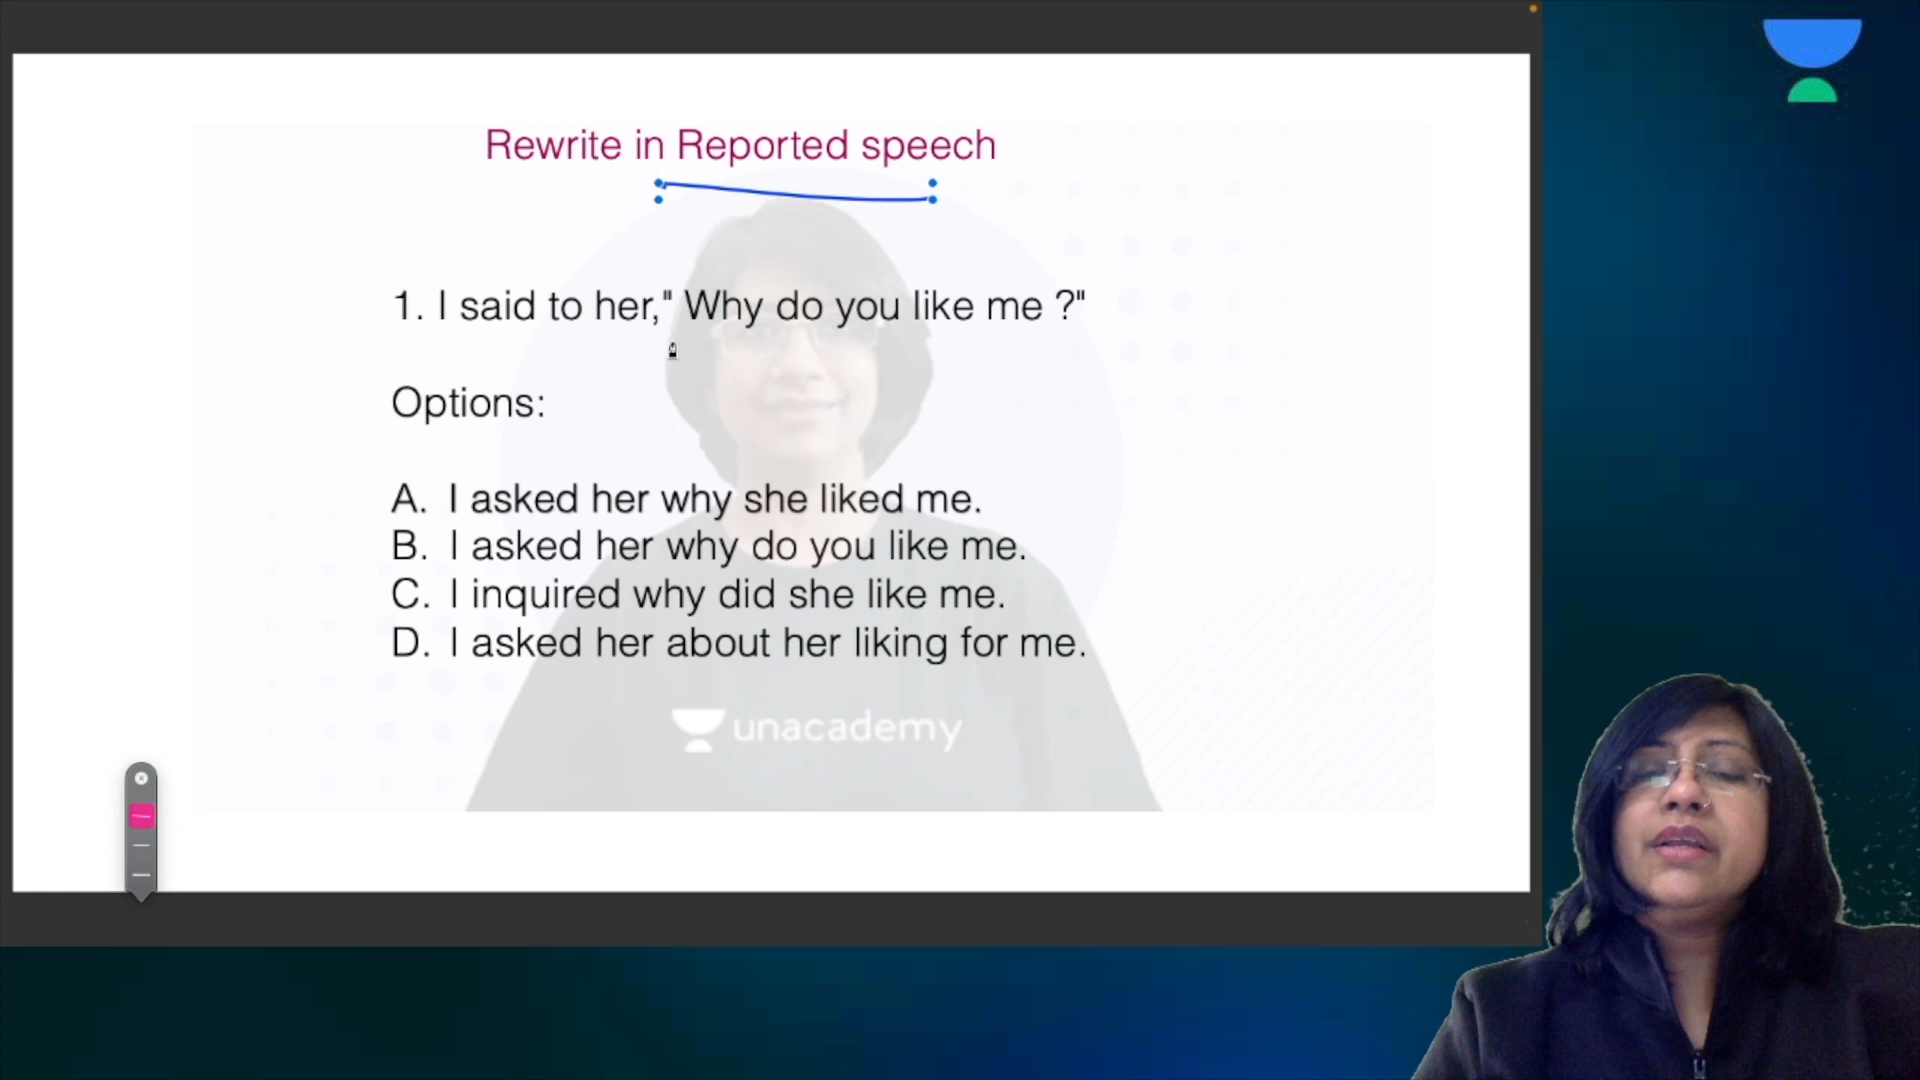 Rewrite in Reported speech
1. I said to her," Why do you like me ?"
Options:
A. I asked her why she liked me.
B. I asked her why do you like me.
C. I inquired why did she like me.
D. I asked her about her liking for me.
unacademy